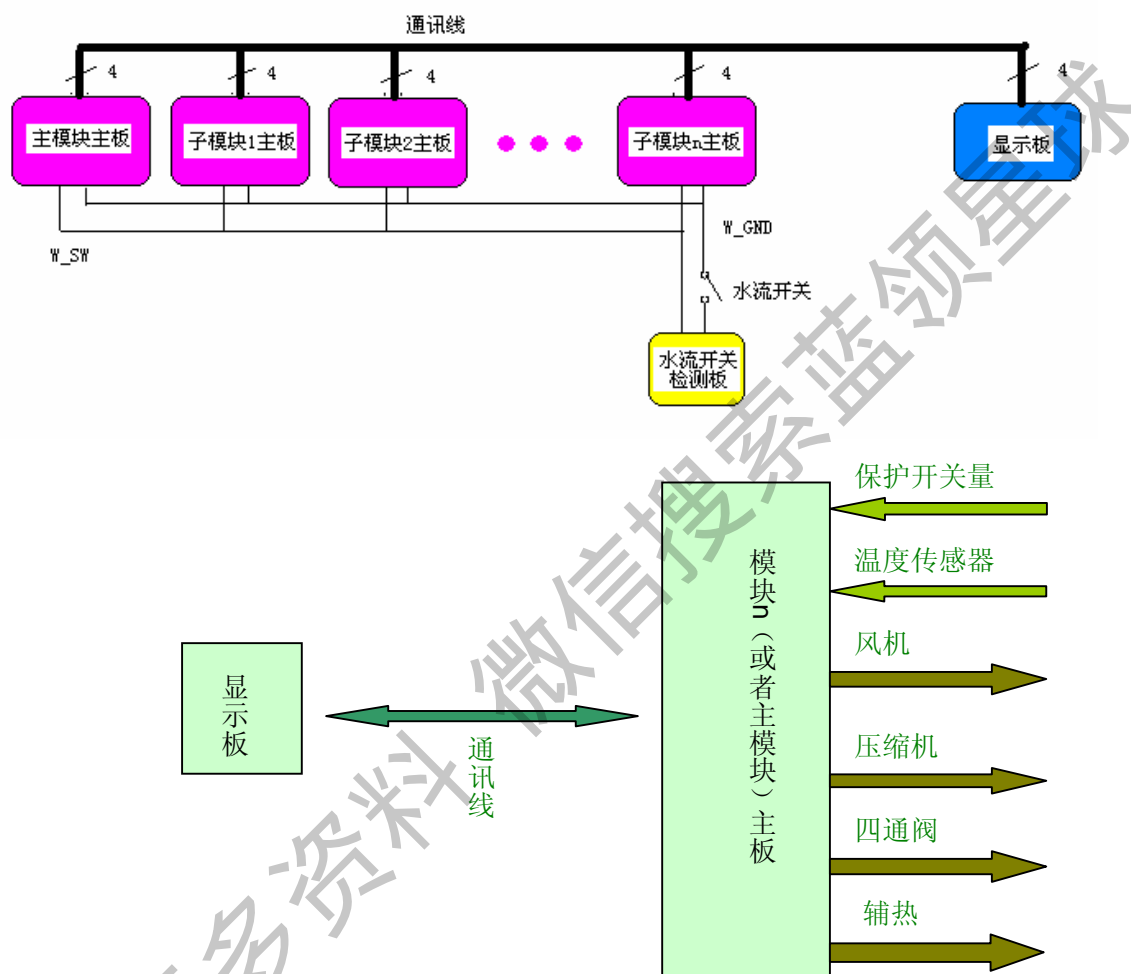 通讯线
4
4
4
4
4
主模块主板
子模块1主板
子模块2主板
子模块n主板
显示板
W_SW
W_GND
水流开关
水流开关
检测板
保护开关量
温度传感器
风机
压缩机
四通阀
辅热
显示板
通讯线
模块n（或者主模块）主板
多资料 微信搜索蓝领星球